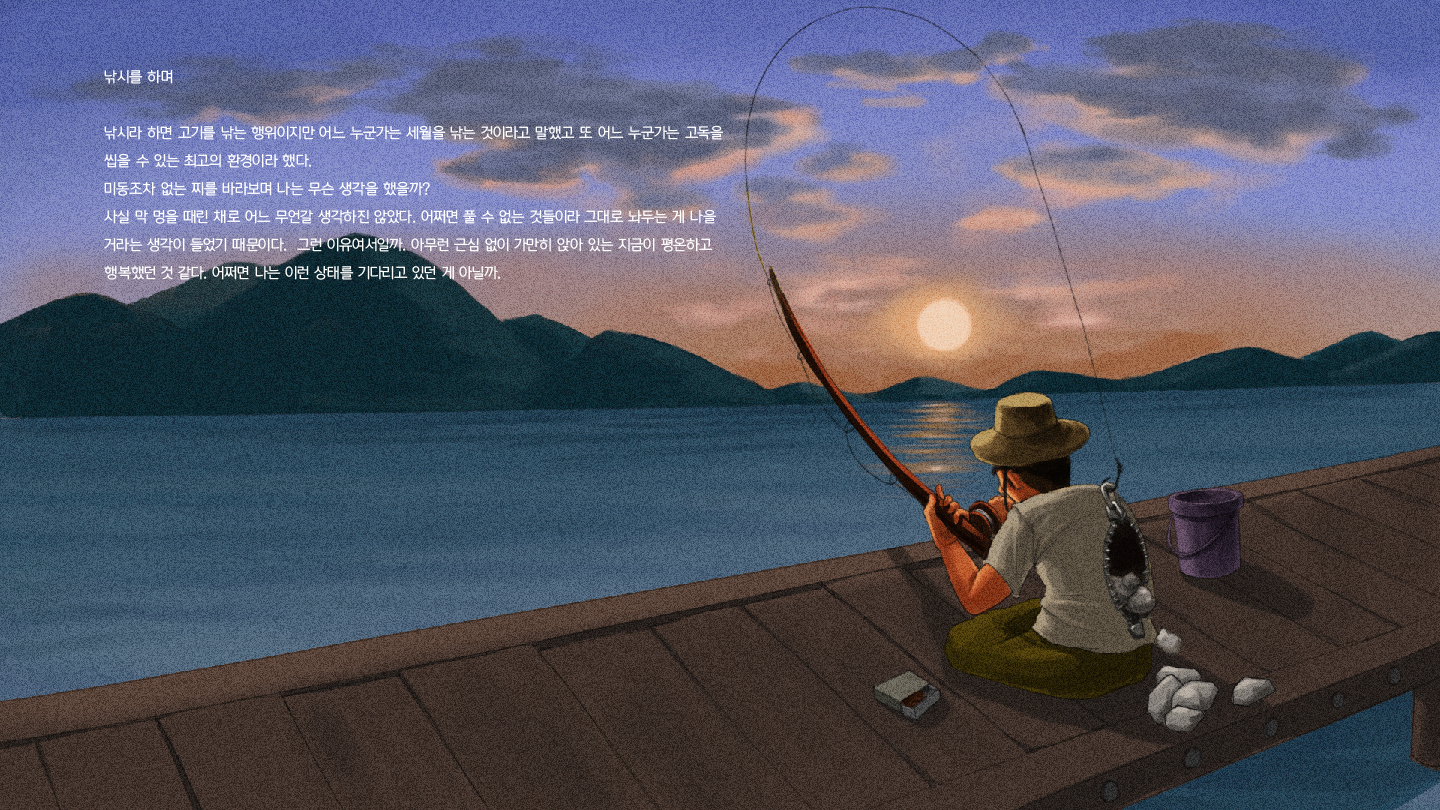 낚시를 하며
낚시라 하면 고기를 낚는 행위이지만 어느 누군가는 세월을 낚는 것이라고 말했고 또 어느 누군가는 고독을
씹을 수 있는 최고의 환경이라 했다.
미동조차 없는 찌를 바라보며 나는 무슨 생각을 했을까?
사실 막 멍을 때린 채로 어느 무언갈 생각하진 않았다. 어쩌면 풀 수 없는 것들이라 그대로 놔두는 게 나을
거라는 생각이 들었기 때문이다. 그런 이유여서일까. 아무런 근심 없이 가만히 앉아 있는 지금이 평온하고
행복했던 것 같다. 어쩌면 나는 이런 상태를 기다리고 있던 게 아닐까.